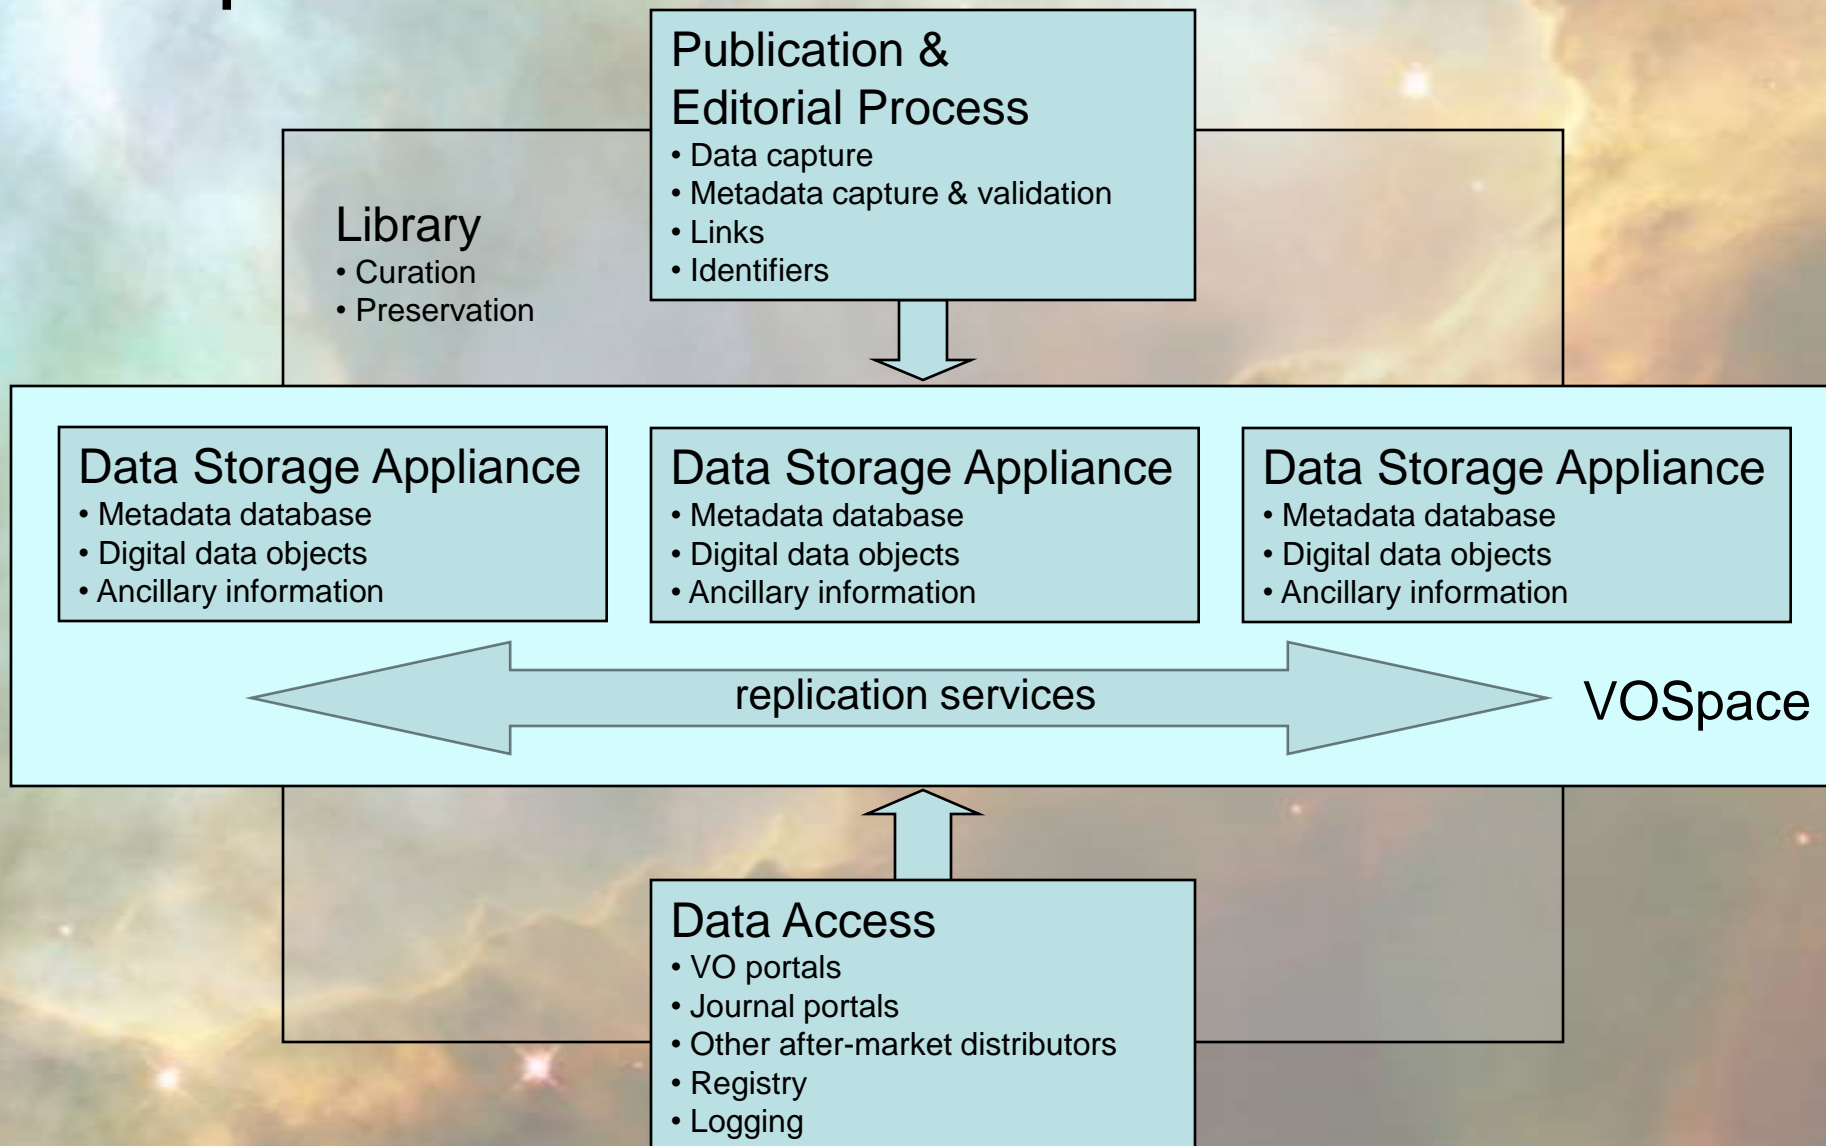 Publication &
Editorial Process
• Data capture
• Metadata capture & validation
• Links
• Identifiers
Library
• Curation
• Preservation
Data Storage Appliance
• Metadata database
• Digital data objects
• Ancillary information
Data Storage Appliance
• Metadata database
• Digital data objects
• Ancillary information
Data Storage Appliance
• Metadata database
• Digital data objects
• Ancillary information
replication services
VOSpace
Data Access
• VO portals
• Journal portals
• Other after-market distributors
• Registry
• Logging